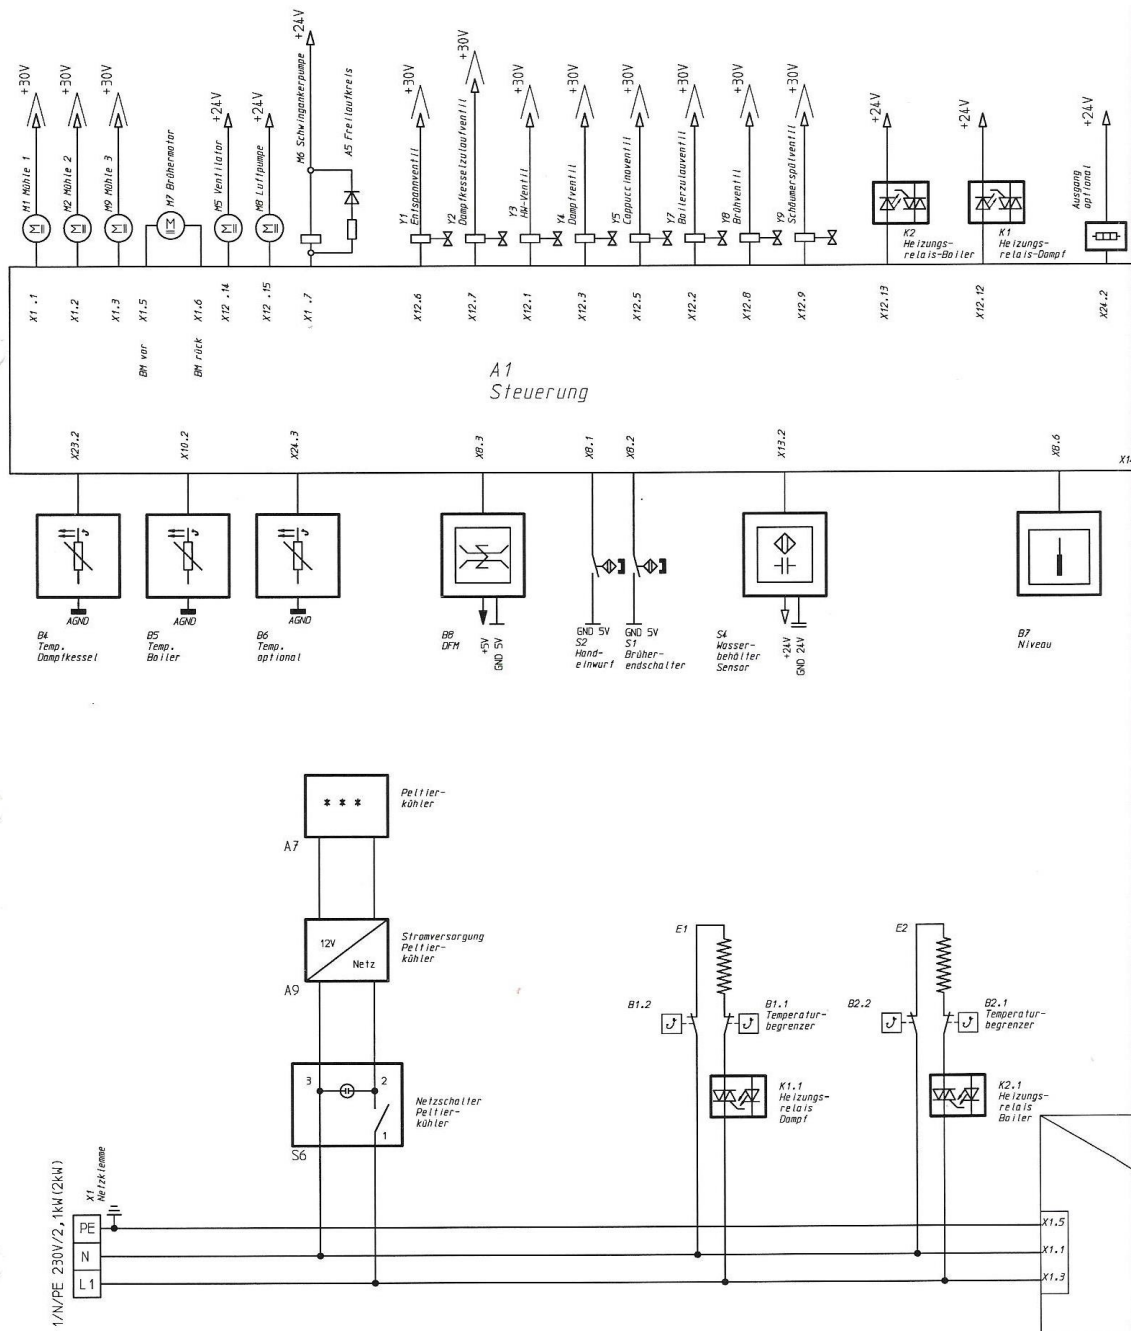 +30V
M1 Mühle 1
+30V
M2 Mühle 2
+30V
M9 Mühle 3
M7 Brühermotor
+24V
M5 Ventilator
+24V
M8 Luftpumpe
+24V
M6 Schwingankerpumpe
A5 Freilaufkreis
+30V
Y1
Entspannventil
+30V
Y2
Dampfkesselzulaufventil
+30V
Y3
HW-Ventil
+30V
Y4
Dampfventil
+30V
Y5
Cappuccinoventil
+30V
Y7
Boilerzulauventil
+30V
Y8
Brühventil
+30V
Y9
Schäumerspülventil
+24V
K2
Heizungs-
relais-Boiler
+24V
K1
Heizungs-
relais-Dampf
+24V
Ausgang
optional
X1 .1
X1.2
X1.3
X1.5
X1.6
X12 .14
X12 .15
X1 .7
X12.6
X12.7
X12.1
X12.3
X12.5
X12.2
X12.8
X12.9
X12.13
X12.12
X24.2
BM vor
BM rück
A1
Steuerung
X23.2
X10.2
X24.3
X8.3
X8.1
X8.2
X13.2
X8.6
AGND
B4
Temp.
Dampfkessel
AGND
B5
Temp.
Boiler
AGND
B6
Temp.
optional
B8
DFM
+5V
GND 5V
GND 5V
S2
Hand-
einwurf
GND 5V
S1
Brüher-
endschalter
S4
Wasser-
behälter
Sensor
+24V
GND 24V
B7
Niveau
* * *
Peltier-
kühler
A7
12V
Netz
Stromversorgung
Peltier-
kühler
A9
3
2
1
Netzschalter
Peltier-
kühler
S6
E1
B1.2
B1.1
Temperatur-
begrenzer
K1.1
Heizungs-
relais
Dampf
E2
B2.2
B2.1
Temperatur-
begrenzer
K2.1
Heizungs-
relais
Boiler
1/N/PE 230V/2,1kW(2kW)
X1
Netzklemme
PE
N
L1
X1.5
X1.1
X1.3